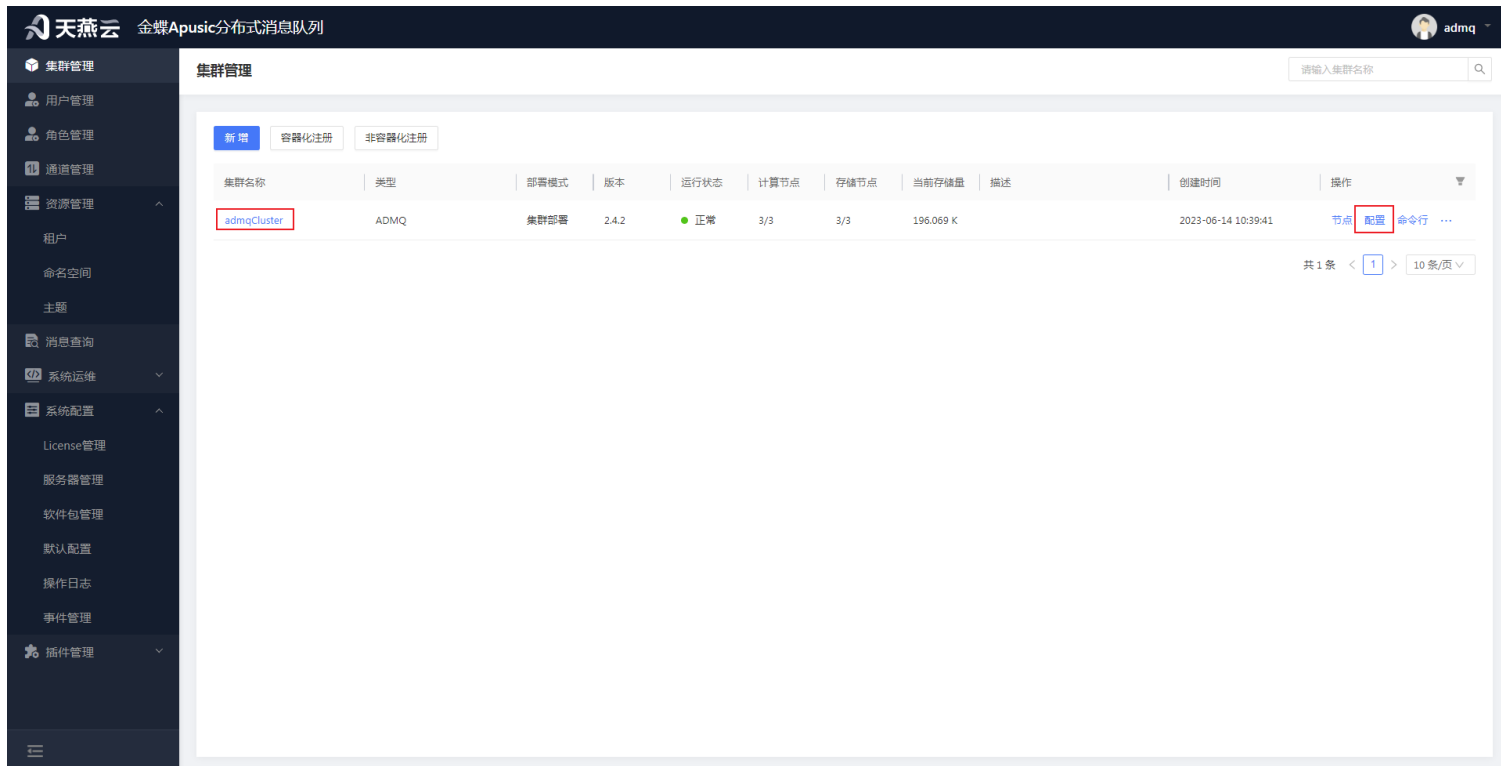 天燕云 金蝶Apusic分布式消息队列
admq
集群管理
用户管理
角色管理
通道管理
资源管理
租户
命名空间
主题
消息查询
系统运维
系统配置
License管理
服务器管理
软件包管理
默认配置
操作日志
事件管理
插件管理
集群管理
请输入集群名称
新 增 容器化注册 非容器化注册
集群名称 类型 部署模式 版本 运行状态 计算节点 存储节点 当前存储量 描述 创建时间 操作
admqCluster ADMQ 集群部署 2.4.2 正常 3/3 3/3 196.069 K 2023-06-14 10:39:41 节点 配置 命令行 ···
共 1 条 < 1 > 10 条/页